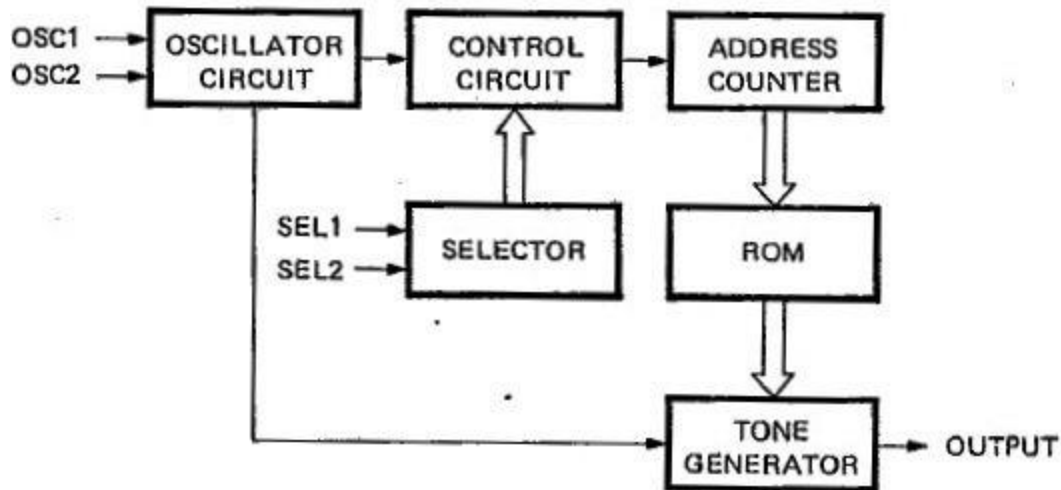 OSC1
OSC2
OSCILLATOR
CIRCUIT
CONTROL
CIRCUIT
ADDRESS
COUNTER
SEL1
SEL2
SELECTOR
ROM
TONE
GENERATOR
OUTPUT